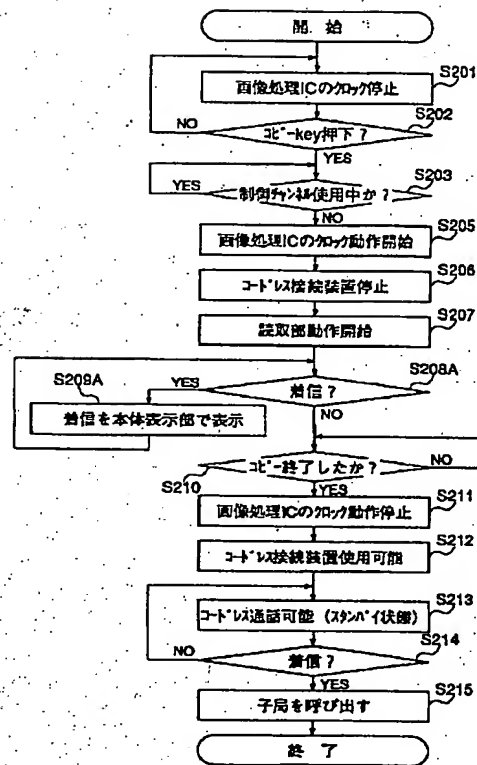 開始
S201
画像処理ICのクロック停止
S202
NO
コピーkey押下?
YES
S203
YES
制御チャンネル使用中か?
NO
S205
画像処理ICのクロック動作開始
S206
コードレス接続装置停止
S207
読取部動作開始
S209A
YES
S208A
着信?
着信を本体表示部で表示
NO
コピー終了したか?
NO
S210
YES
S211
画像処理ICのクロック動作停止
S212
コードレス接続装置使用可能
S213
コードレス通話可能(スタンバイ状態)
S214
NO
着信?
YES
S215
子局を呼び出す
終了